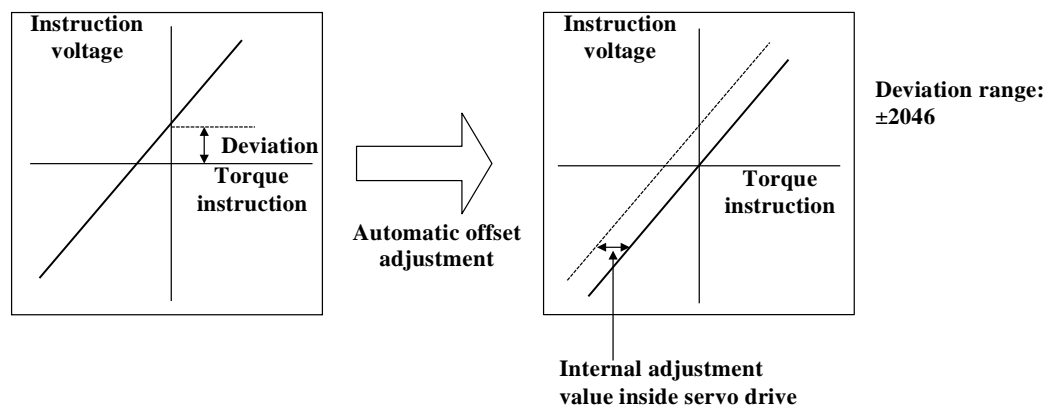 Instruction
voltage
Deviation
Torque
instruction
Automatic offset
adjustment
Instruction
voltage
Torque
instruction
Internal adjustment
value inside servo drive
Deviation range:
±2046